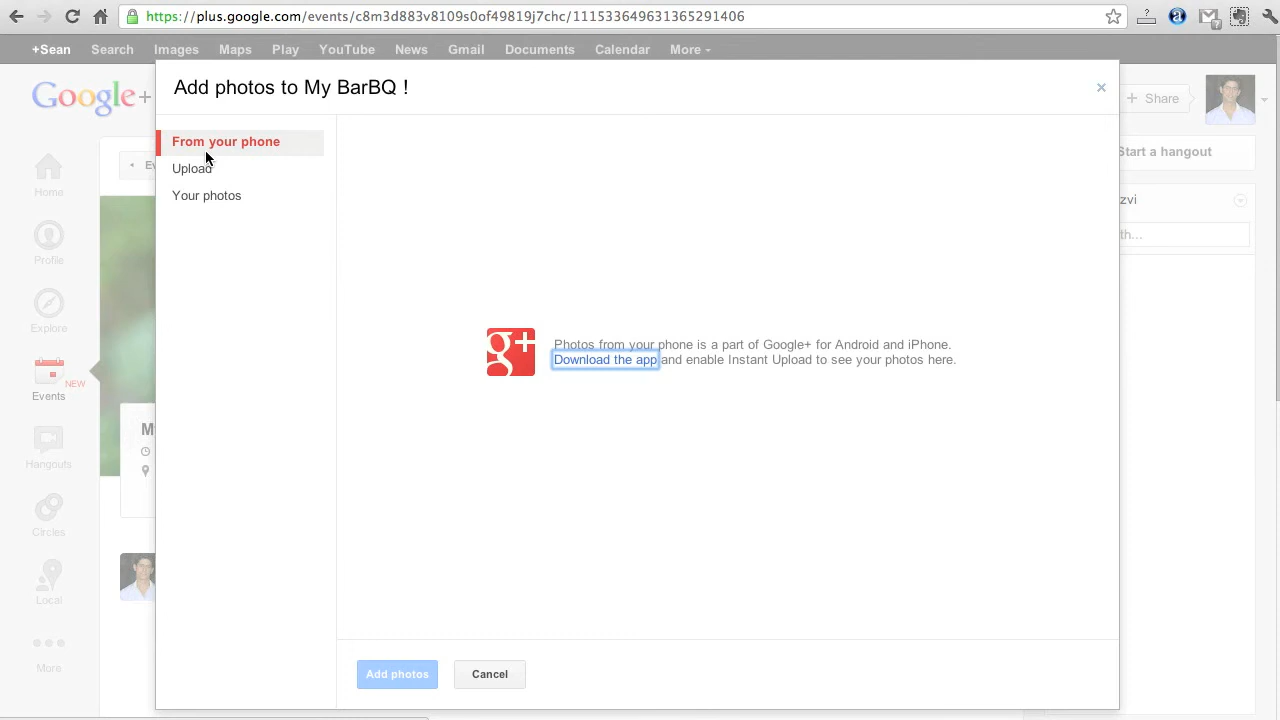 https://plus.google.com/events/c8m3d883v8109s0of49819j7chc/111533649631365291406
+Sean Search Images Maps Play YouTube News Gmail Documents Calendar More
Google+
Add photos to My BarBQ !
×
+ Share
From your phone
Upload
Your photos
Start a hangout
zvi
th...
Home
Profile
Explore
NEW
Events
Hangouts
Circles
Local
More
Photos from your phone is a part of Google+ for Android and iPhone.
Download the app and enable Instant Upload to see your photos here.
g+
Add photos
Cancel